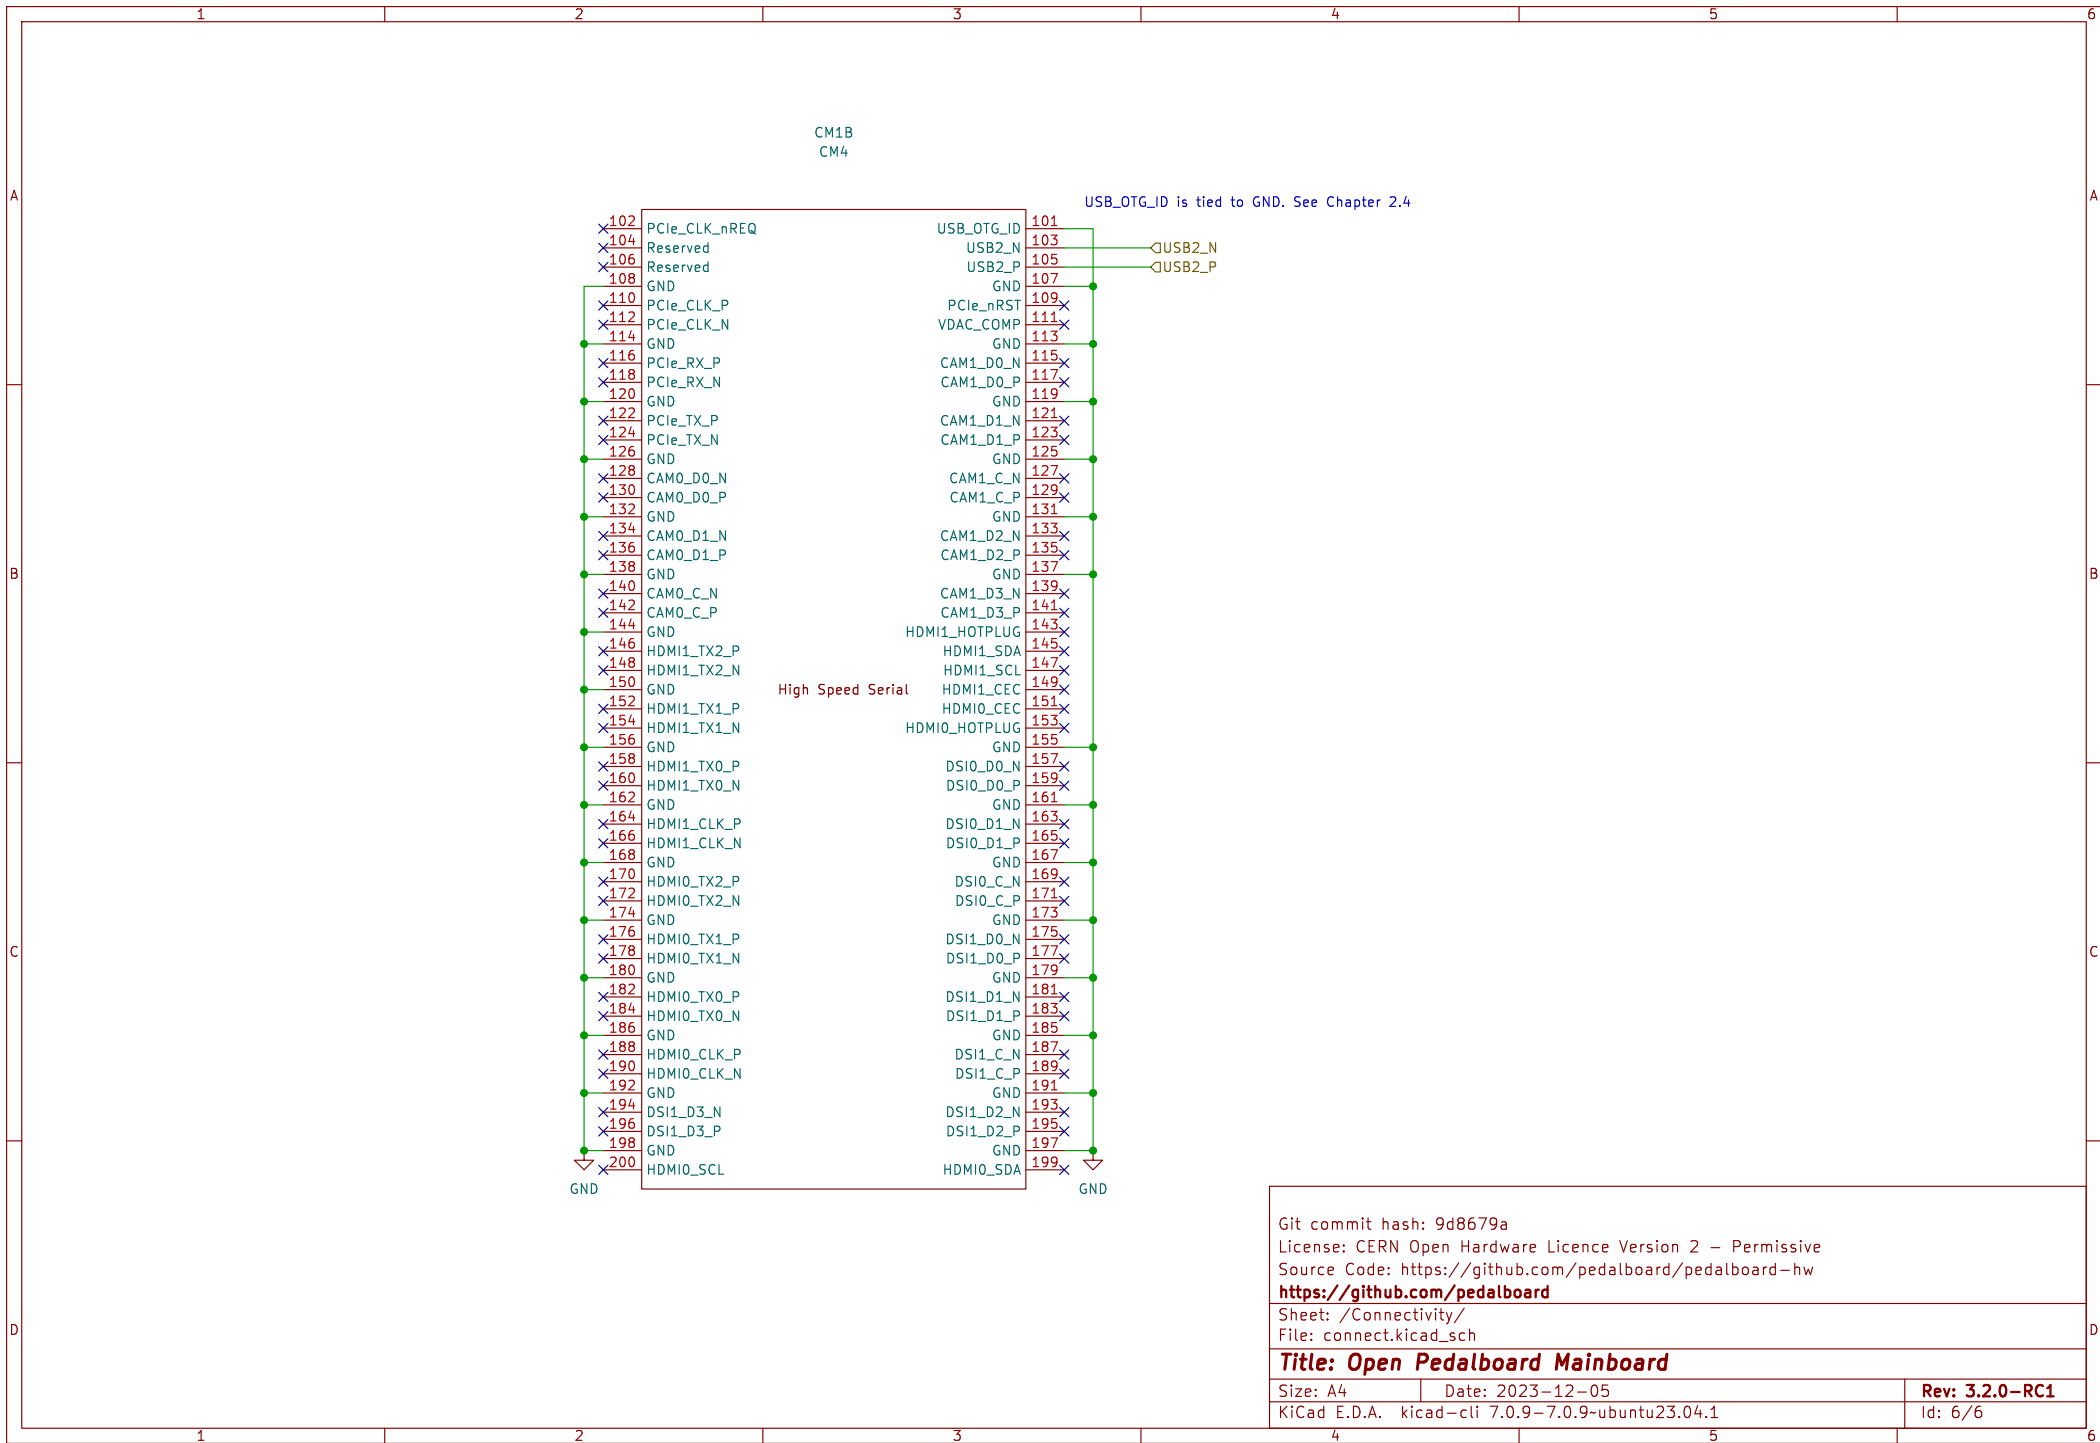 1 2 3 4 5 6
CM1B
CM4
A A
USB_OTG_ID is tied to GND. See Chapter 2.4
102 PCIe_CLK_nREQ USB_OTG_ID 101
104 Reserved USB2_N 103 USB2_N
106 Reserved USB2_P 105 USB2_P
108 GND GND 107
110 PCIe_CLK_P PCIe_nRST 109
112 PCIe_CLK_N VDAC_COMP 111
114 GND GND 113
116 PCIe_RX_P CAM1_D0_N 115
118 PCIe_RX_N CAM1_D0_P 117
120 GND GND 119
122 PCIe_TX_P CAM1_D1_N 121
124 PCIe_TX_N CAM1_D1_P 123
126 GND GND 125
128 CAM0_D0_N CAM1_C_N 127
130 CAM0_D0_P CAM1_C_P 129
132 GND GND 131
134 CAM0_D1_N CAM1_D2_N 133
136 CAM0_D1_P CAM1_D2_P 135
B 138 GND GND 137 B
140 CAM0_C_N CAM1_D3_N 139
142 CAM0_C_P CAM1_D3_P 141
144 GND HDMI1_HOTPLUG 143
146 HDMI1_TX2_P HDMI1_SDA 145
148 HDMI1_TX2_N HDMI1_SCL 147
150 GND High Speed Serial HDMI1_CEC 149
152 HDMI1_TX1_P HDMI0_CEC 151
154 HDMI1_TX1_N HDMI0_HOTPLUG 153
156 GND GND 155
158 HDMI1_TX0_P DSI0_D0_N 157
160 HDMI1_TX0_N DSI0_D0_P 159
162 GND GND 161
164 HDMI1_CLK_P DSI0_D1_N 163
166 HDMI1_CLK_N DSI0_D1_P 165
168 GND GND 167
170 HDMI0_TX2_P DSI0_C_N 169
172 HDMI0_TX2_N DSI0_C_P 171
174 GND GND 173
176 HDMI0_TX1_P DSI1_D0_N 175
C C
178 HDMI0_TX1_N DSI1_D0_P 177
180 GND GND 179
182 HDMI0_TX0_P DSI1_D1_N 181
184 HDMI0_TX0_N DSI1_D1_P 183
186 GND GND 185
188 HDMI0_CLK_P DSI1_C_N 187
190 HDMI0_CLK_N DSI1_C_P 189
192 GND GND 191
194 DSI1_D3_N DSI1_D2_N 193
196 DSI1_D3_P DSI1_D2_P 195
198 GND GND 197
200 HDMI0_SCL HDMI0_SDA 199
GND GND
Git commit hash: 9d8679a
License: CERN Open Hardware Licence Version 2 - Permissive
Source Code: https://github.com/pedalboard/pedalboard-hw
https://github.com/pedalboard
Sheet: /Connectivity/
D D
File: connect.kicad_sch
Title: Open Pedalboard Mainboard
Size: A4 Date: 2023-12-05 Rev: 3.2.0-RC1
KiCad E.D.A. kicad-cli 7.0.9-7.0.9~ubuntu23.04.1 Id: 6/6
1 2 3 4 5 6